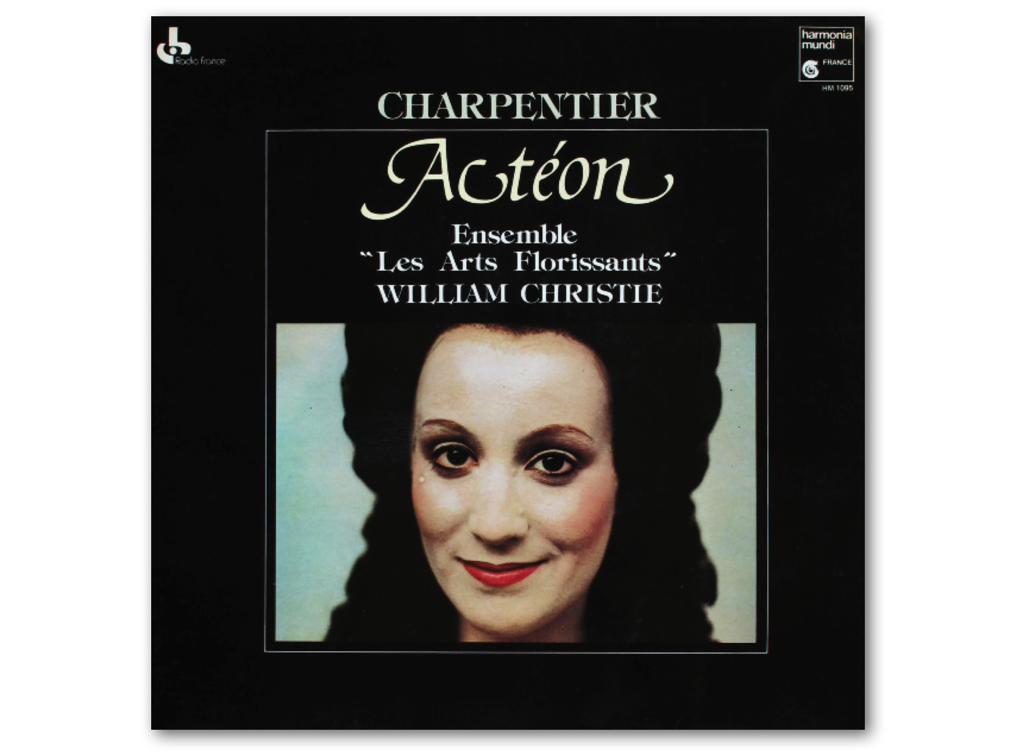 Radio france
harmonia
mundi
FRANCE
HM 1095
CHARPENTIER
Actéon
Ensemble
“Les Arts Florissants”
WILLIAM CHRISTIE